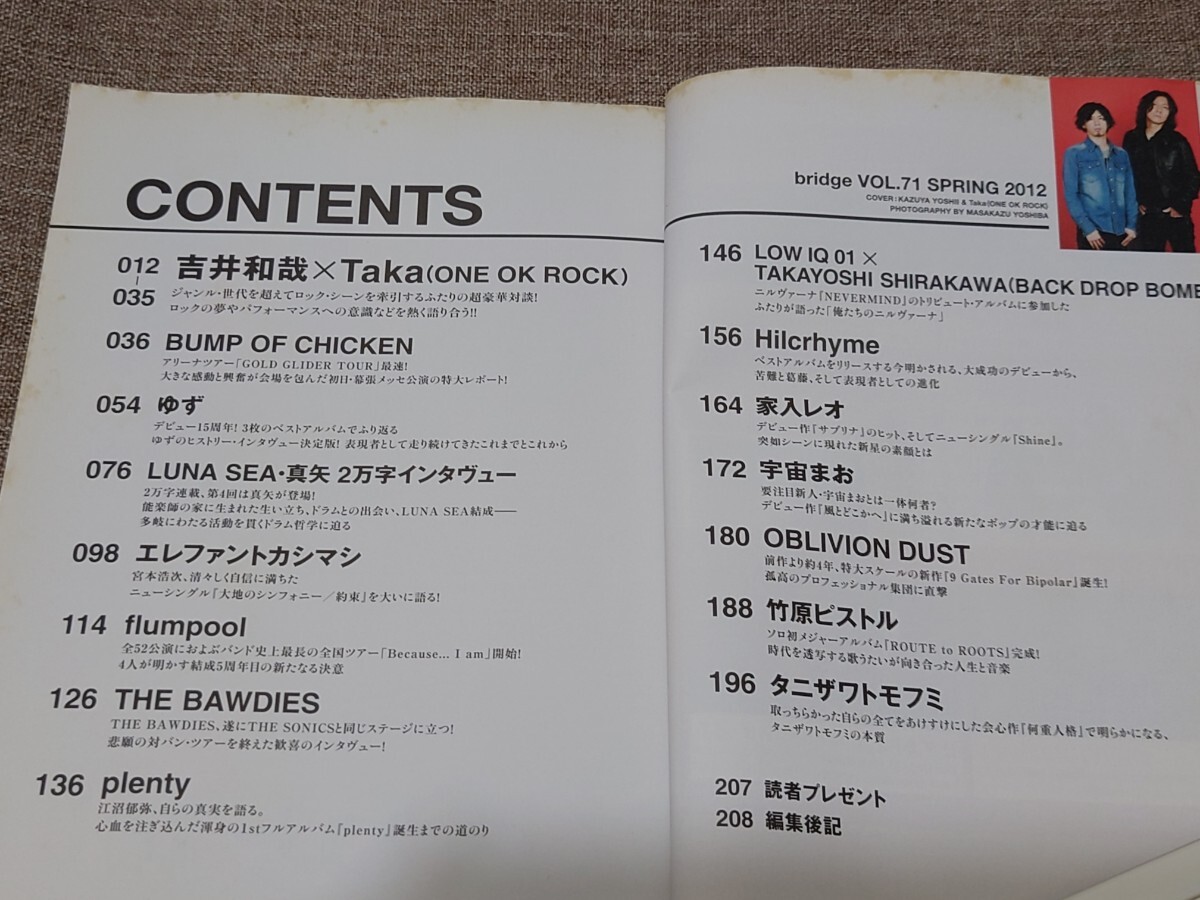 CONTENTS
012
035
吉井和哉×Taka(ONE OK ROCK)
ジャンル・世代を超えてロック・シーンを牽引するふたりの超豪華対談!
ロックの夢やパフォーマンスへの意識などを熱く語り合う!!
036 BUMP OF CHICKEN
アリーナツアー「GOLD GLIDER TOUR」最速!
大きな感動と興奮が会場を包んだ初日・幕張メッセ公演の特大レポート!
054 ゆず
デビュー15周年! 3枚のベストアルバムでふり返る
ゆずのヒストリー・インタヴュー決定版! 表現者として走り続けてきたこれまでとこれから
076 LUNA SEA・真矢 2万字インタヴュー
2万字連載、第4回は真矢が登場!
能楽師の家に生まれた生い立ち、ドラムとの出会い、LUNA SEA結成——
多岐にわたる活動を貫くドラム哲学に迫る
098 エレファントカシマシ
宮本浩次、清々しく自信に満ちた
ニューシングル『大地のシンフォニー/約束』を大いに語る!
114 flumpool
全52公演におよぶバンド史上最長の全国ツアー「Because... I am」開始!
4人が明かす結成5周年目の新たなる決意
126 THE BAWDIES
THE BAWDIES、遂にTHE SONICSと同じステージに立つ!
悲願の対バン・ツアーを終えた歓喜のインタヴュー!
136 plenty
江沼郁弥、自らの真実を語る。
心血を注ぎ込んだ渾身の1stフルアルバム『plenty』誕生までの道のり
bridge VOL.71 SPRING 2012
COVER:KAZUYA YOSHII & Taka(ONE OK ROCK)
PHOTOGRAPHY BY MASAKAZU YOSHIBA
146 LOW IQ 01 ×
TAKAYOSHI SHIRAKAWA(BACK DROP BOMB
ニルヴァーナ『NEVERMIND』のトリビュート・アルバムに参加した
ふたりが語った「俺たちのニルヴァーナ」
156 Hilcrhyme
ベストアルバムをリリースする今明かされる、大成功のデビューから、
苦難と葛藤、そして表現者としての進化
164 家入レオ
デビュー作『サブリナ』のヒット、そしてニューシングル『Shine』。
突如シーンに現れた新星の素顔とは
172 宇宙まお
要注目新人・宇宙まおとは一体何者?
デビュー作『風とどこかへ』に満ち溢れる新たなポップの才能に迫る
180 OBLIVION DUST
前作より約4年、特大スケールの新作『9 Gates For Bipolar』誕生!
孤高のプロフェッショナル集団に直撃
188 竹原ピストル
ソロ初メジャーアルバム『ROUTE to ROOTS』完成!
時代を透写する歌うたいが向き合った人生と音楽
196 タニザワトモフミ
取っちらかった自らの全てをあけすけにした会心作『何重人格』で明らかになる、
タニザワトモフミの本質
207 読者プレゼント
208 編集後記